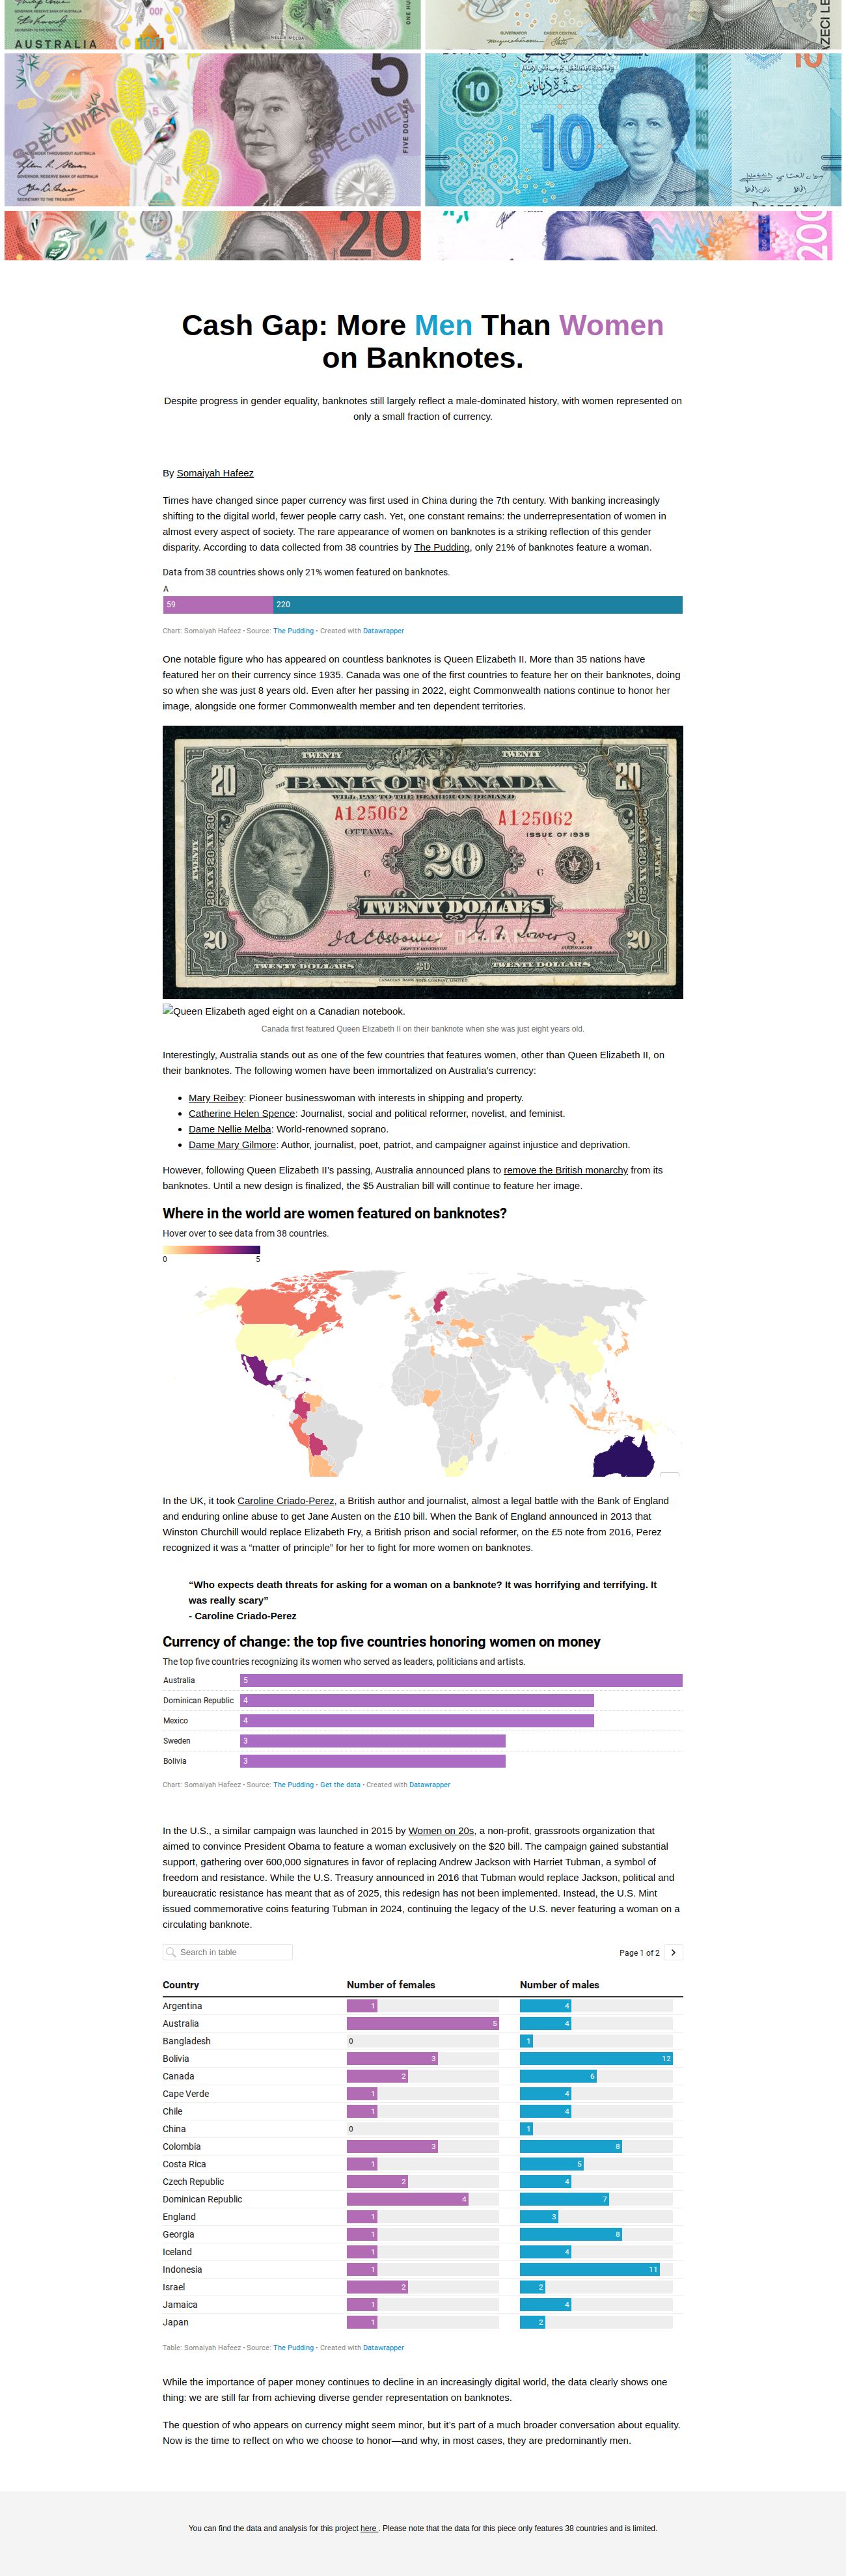 100
AUSTRALIA
NELLIE MELBA
5
SPECIMEN
SPECIMEN
FIVE DOLLARS
GOVERNOR, RESERVE BANK OF AUSTRALIA
SECRETARY TO THE TREASURY
عشرة دنانير
10
10
20
200
Cash Gap: More Men Than Women
on Banknotes.
Despite progress in gender equality, banknotes still largely reflect a male-dominated history, with women represented on
only a small fraction of currency.
By Somaiyah Hafeez
Times have changed since paper currency was first used in China during the 7th century. With banking increasingly
shifting to the digital world, fewer people carry cash. Yet, one constant remains: the underrepresentation of women in
almost every aspect of society. The rare appearance of women on banknotes is a striking reflection of this gender
disparity. According to data collected from 38 countries by The Pudding, only 21% of banknotes feature a woman.
Data from 38 countries shows only 21% women featured on banknotes.
A
59 220
Chart: Somaiyah Hafeez • Source: The Pudding • Created with Datawrapper
One notable figure who has appeared on countless banknotes is Queen Elizabeth II. More than 35 nations have
featured her on their currency since 1935. Canada was one of the first countries to feature her on their banknotes, doing
so when she was just 8 years old. Even after her passing in 2022, eight Commonwealth nations continue to honor her
image, alongside one former Commonwealth member and ten dependent territories.
TWENTY TWENTY
20 THE BANK OF CANADA 20
WILL PAY TO THE BEARER ON DEMAND
A125062 A125062
OTTAWA, ISSUE OF 1935
C 20 C 1
TWENTY DOLLARS
20 20
DEPUTY GOVERNOR
TWENTY DOLLARS 20 TWENTY DOLLARS
CANADIAN BANK NOTE COMPANY, LIMITED
Queen Elizabeth aged eight on a Canadian notebook.
Canada first featured Queen Elizabeth II on their banknote when she was just eight years old.
Interestingly, Australia stands out as one of the few countries that features women, other than Queen Elizabeth II, on
their banknotes. The following women have been immortalized on Australia’s currency:
• Mary Reibey: Pioneer businesswoman with interests in shipping and property.
• Catherine Helen Spence: Journalist, social and political reformer, novelist, and feminist.
• Dame Nellie Melba: World-renowned soprano.
• Dame Mary Gilmore: Author, journalist, poet, patriot, and campaigner against injustice and deprivation.
However, following Queen Elizabeth II’s passing, Australia announced plans to remove the British monarchy from its
banknotes. Until a new design is finalized, the $5 Australian bill will continue to feature her image.
Where in the world are women featured on banknotes?
Hover over to see data from 38 countries.
0 5
In the UK, it took Caroline Criado-Perez, a British author and journalist, almost a legal battle with the Bank of England
and enduring online abuse to get Jane Austen on the £10 bill. When the Bank of England announced in 2013 that
Winston Churchill would replace Elizabeth Fry, a British prison and social reformer, on the £5 note from 2016, Perez
recognized it was a “matter of principle” for her to fight for more women on banknotes.
“Who expects death threats for asking for a woman on a banknote? It was horrifying and terrifying. It
was really scary”
- Caroline Criado-Perez
Currency of change: the top five countries honoring women on money
The top five countries recognizing its women who served as leaders, politicians and artists.
Australia 5
Dominican Republic 4
Mexico 4
Sweden 3
Bolivia 3
Chart: Somaiyah Hafeez • Source: The Pudding • Get the data • Created with Datawrapper
In the U.S., a similar campaign was launched in 2015 by Women on 20s, a non-profit, grassroots organization that
aimed to convince President Obama to feature a woman exclusively on the $20 bill. The campaign gained substantial
support, gathering over 600,000 signatures in favor of replacing Andrew Jackson with Harriet Tubman, a symbol of
freedom and resistance. While the U.S. Treasury announced in 2016 that Tubman would replace Jackson, political and
bureaucratic resistance has meant that as of 2025, this redesign has not been implemented. Instead, the U.S. Mint
issued commemorative coins featuring Tubman in 2024, continuing the legacy of the U.S. never featuring a woman on a
circulating banknote.
Search in table Page 1 of 2
Country Number of females Number of males
Argentina 1 4
Australia 5 4
Bangladesh 0 1
Bolivia 3 12
Canada 2 6
Cape Verde 1 4
Chile 1 4
China 0 1
Colombia 3 8
Costa Rica 1 5
Czech Republic 2 4
Dominican Republic 4 7
England 1 3
Georgia 1 8
Iceland 1 4
Indonesia 1 11
Israel 2 2
Jamaica 1 4
Japan 1 2
Table: Somaiyah Hafeez • Source: The Pudding • Created with Datawrapper
While the importance of paper money continues to decline in an increasingly digital world, the data clearly shows one
thing: we are still far from achieving diverse gender representation on banknotes.
The question of who appears on currency might seem minor, but it’s part of a much broader conversation about equality.
Now is the time to reflect on who we choose to honor—and why, in most cases, they are predominantly men.
You can find the data and analysis for this project here . Please note that the data for this piece only features 38 countries and is limited.